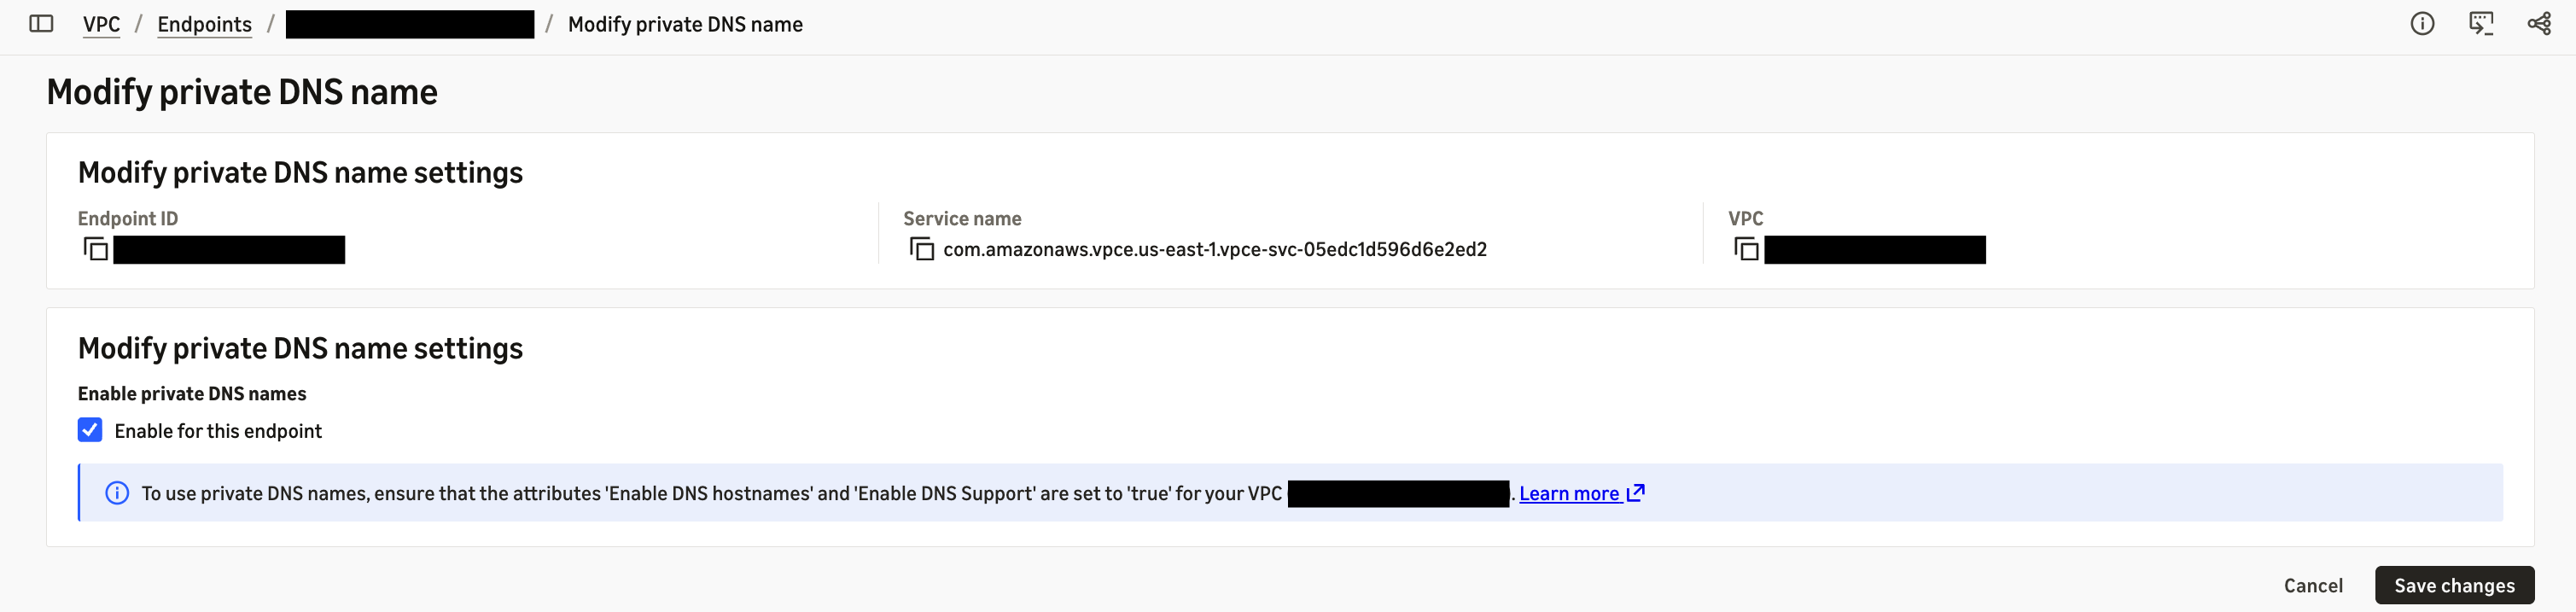 VPC / Endpoints / / Modify private DNS name
Modify private DNS name
Modify private DNS name settings
Endpoint ID
Service name
com.amazonaws.vpce.us-east-1.vpce-svc-05edc1d596d6e2ed2
VPC
Modify private DNS name settings
Enable private DNS names
Enable for this endpoint
To use private DNS names, ensure that the attributes 'Enable DNS hostnames' and 'Enable DNS Support' are set to 'true' for your VPC . Learn more
Cancel
Save changes